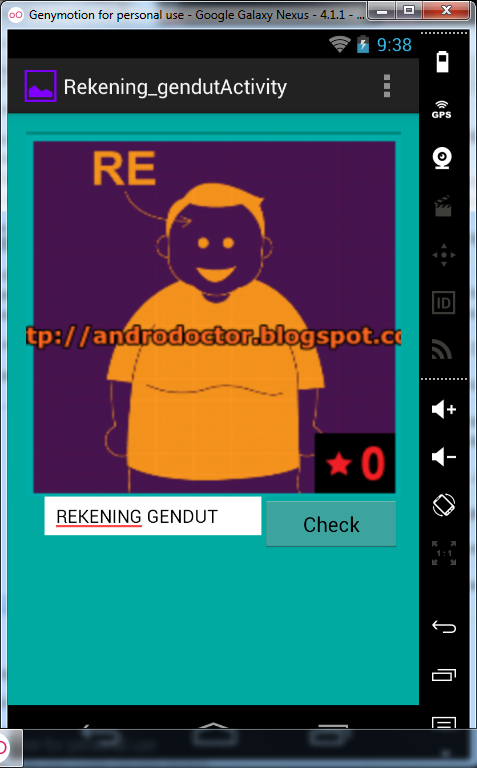 Genymotion for personal use - Google Galaxy Nexus - 4.1.1 - ...
9:38
Rekening_gendutActivity
GPS
RE
tp://androdoctor.blogspot.co
ID
0
REKENING GENDUT
Check
1:1